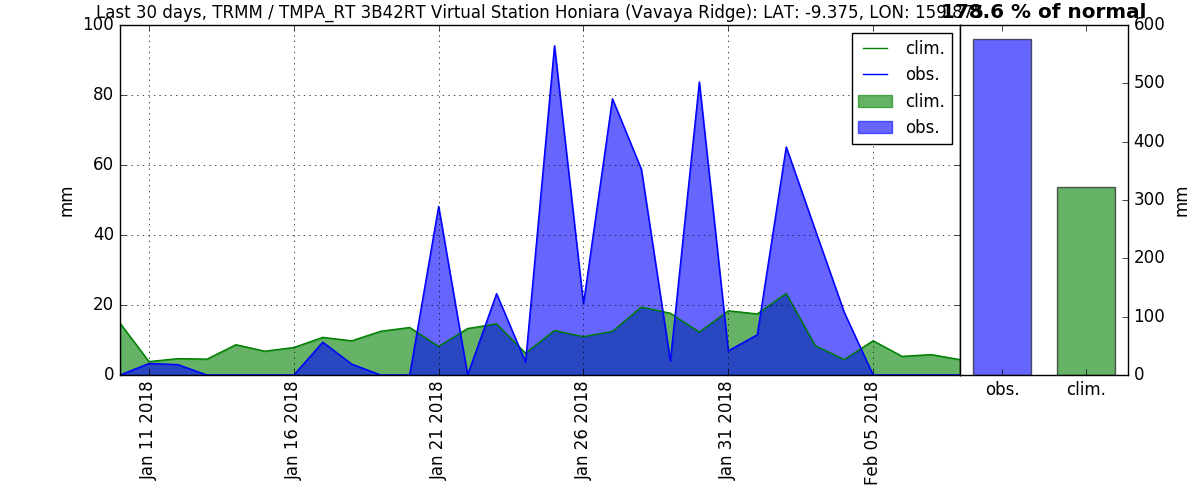 Last 30 days, TRMM / TMPA_RT 3B42RT Virtual Station Honiara (Vavaya Ridge): LAT: -9.375, LON: 159.875
178.6 % of normal
100
80
60
40
20
0
mm
clim.
obs.
clim.
obs.
600
500
400
300
200
100
0
mm
obs.
clim.
Jan 11 2018
Jan 16 2018
Jan 21 2018
Jan 26 2018
Jan 31 2018
Feb 05 2018